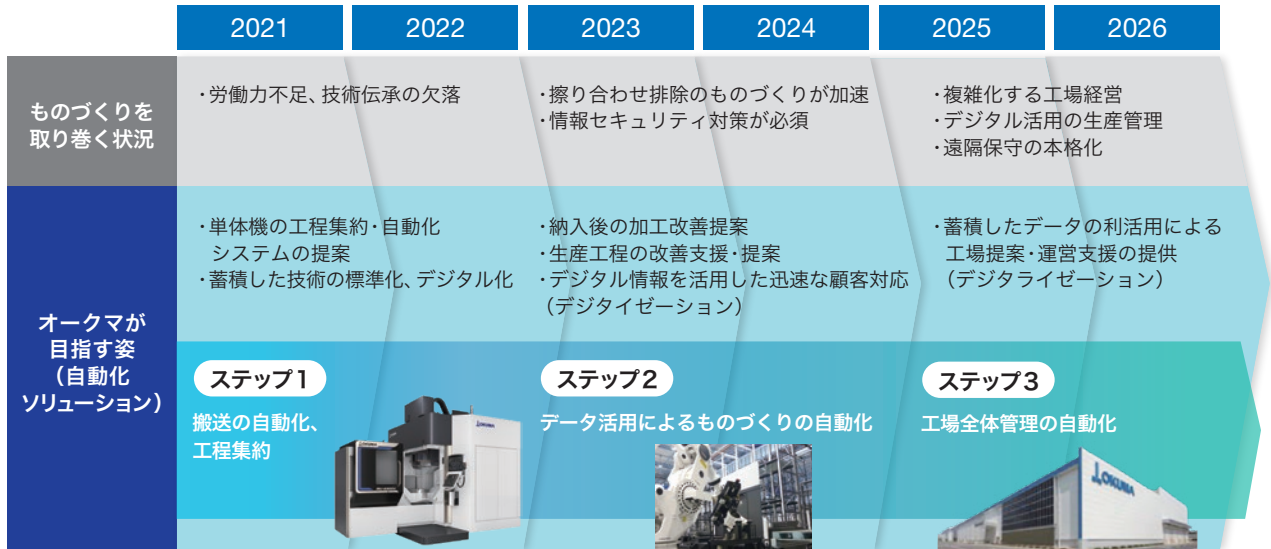 2021
2022
2023
2024
2025
2026
ものづくりを
取り巻く状況
・労働力不足、技術伝承の欠落
・擦り合わせ排除のものづくりが加速
・情報セキュリティ対策が必須
・複雑化する工場経営
・デジタル活用の生産管理
・遠隔保守の本格化
オークマが
目指す姿
（自動化
ソリューション）
・単体機の工程集約・自動化
システムの提案
・蓄積した技術の標準化、デジタル化
・納入後の加工改善提案
・生産工程の改善支援・提案
・デジタル情報を活用した迅速な顧客対応
（デジタイゼーション）
・蓄積したデータの利活用による
工場提案・運営支援の提供
（デジタライゼーション）
ステップ1
搬送の自動化、
工程集約
OKUMA
ステップ2
データ活用によるものづくりの自動化
ステップ3
工場全体管理の自動化
OKUMA